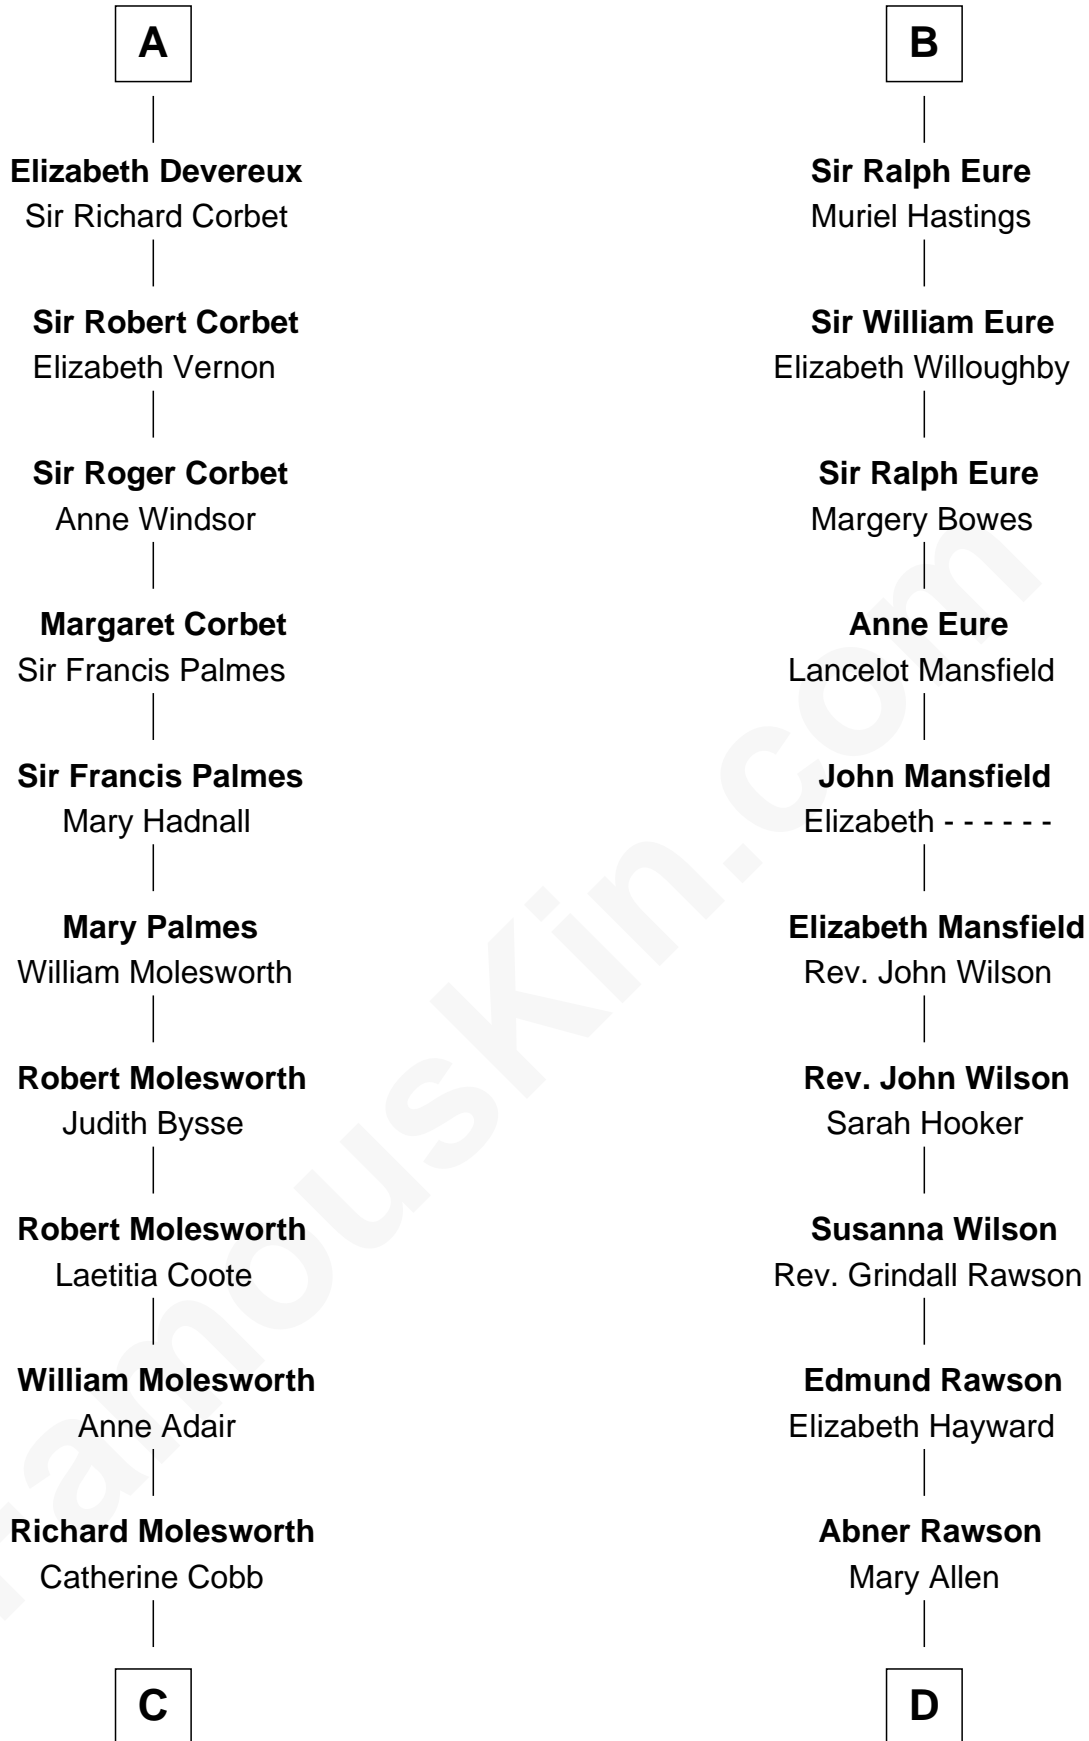 A
Elizabeth Devereux
Sir Richard Corbet
Sir Robert Corbet
Elizabeth Vernon
Sir Roger Corbet
Anne Windsor
Margaret Corbet
Sir Francis Palmes
Sir Francis Palmes
Mary Hadnall
Mary Palmes
William Molesworth
Robert Molesworth
Judith Bysse
Robert Molesworth
Laetitia Coote
William Molesworth
Anne Adair
Richard Molesworth
Catherine Cobb
C
B
Sir Ralph Eure
Muriel Hastings
Sir William Eure
Elizabeth Willoughby
Sir Ralph Eure
Margery Bowes
Anne Eure
Lancelot Mansfield
John Mansfield
Elizabeth - - - - - -
Elizabeth Mansfield
Rev. John Wilson
Rev. John Wilson
Sarah Hooker
Susanna Wilson
Rev. Grindall Rawson
Edmund Rawson
Elizabeth Hayward
Abner Rawson
Mary Allen
D
FamousKin.com